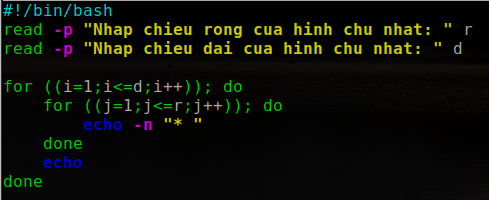 #!/bin/bash
read -p "Nhap chieu rong cua hinh chu nhat: " r
read -p "Nhap chieu dai cua hinh chu nhat: " d

for ((i=1;i<=d;i++)); do
    for ((j=1;j<=r;j++)); do
        echo -n "* "
    done
    echo
done